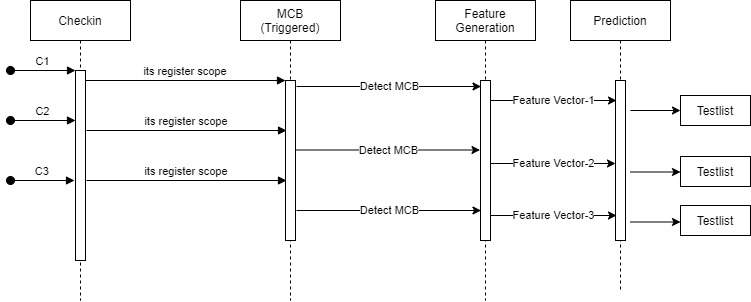 Checkin
MCB
(Triggered)
Feature
Generation
Prediction
C1
its register scope
Detect MCB
Feature Vector-1
Testlist
C2
its register scope
Detect MCB
Feature Vector-2
Testlist
C3
its register scope
Detect MCB
Feature Vector-3
Testlist